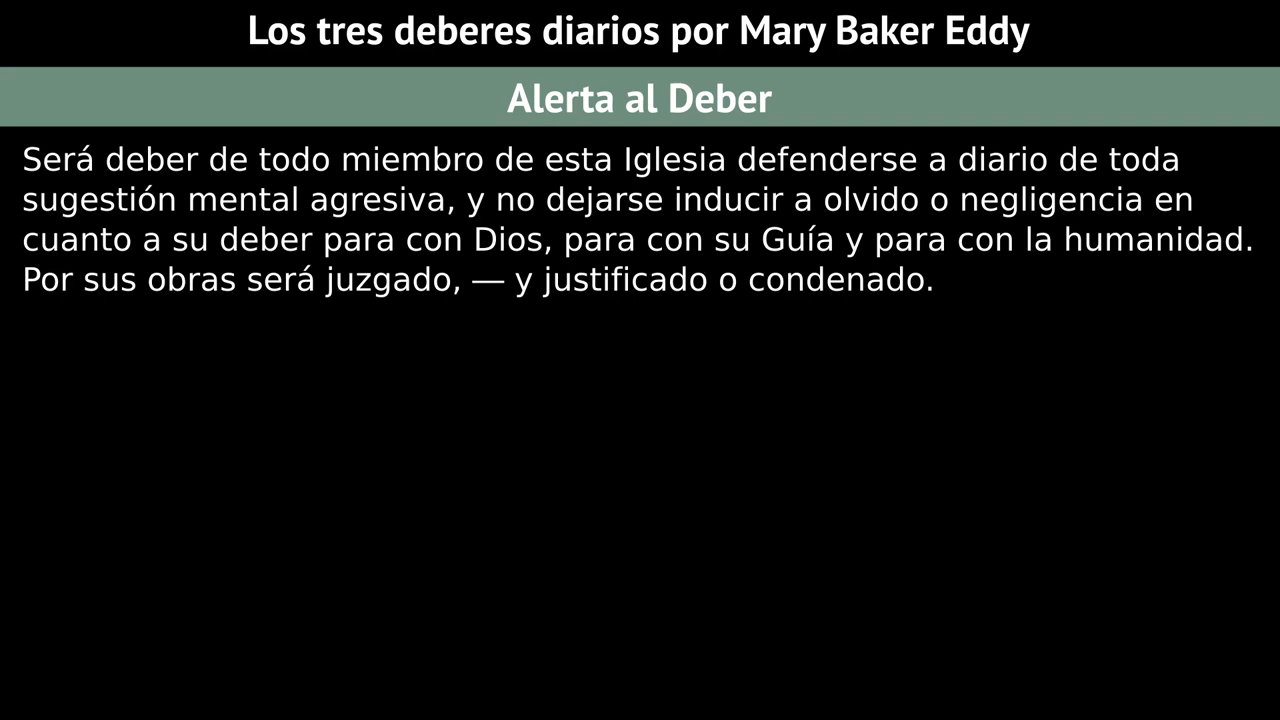 Los tres deberes diarios por Mary Baker Eddy
Alerta al Deber
Será deber de todo miembro de esta Iglesia defenderse a diario de toda
sugestión mental agresiva, y no dejarse inducir a olvido o negligencia en
cuanto a su deber para con Dios, para con su Guía y para con la humanidad.
Por sus obras será juzgado, — y justificado o condenado.